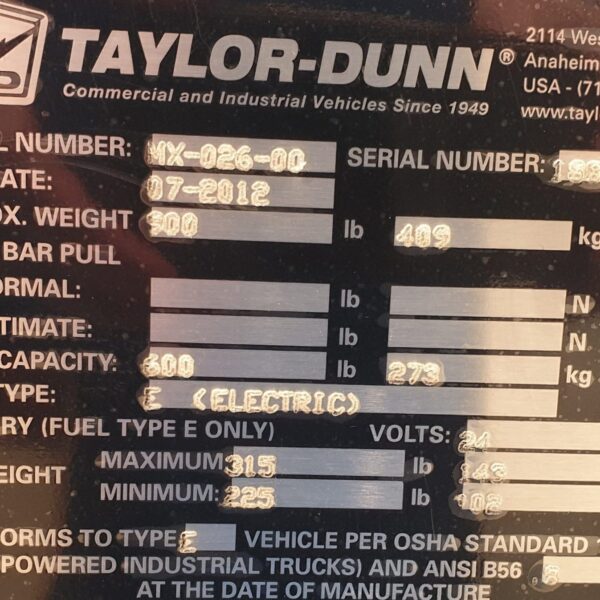 2114 Wes
TAYLOR-DUNN® Anaheim
USA - (71
Commercial and Industrial Vehicles Since 1949
www.tayl
L NUMBER: MX-026-00 SERIAL NUMBER:
ATE: 07-2012
OX. WEIGHT 900 lb 409 kg
BAR PULL
ORMAL: lb N
TIMATE: lb N
CAPACITY: 600 lb 273 kg
TYPE: E (ELECTRIC)
RY (FUEL TYPE E ONLY) VOLTS: 24
EIGHT MAXIMUM 315 lb 143
MINIMUM: 225 lb 102
ORMS TO TYPE E VEHICLE PER OSHA STANDARD 1
POWERED INDUSTRIAL TRUCKS) AND ANSI B56 .8
AT THE DATE OF MANUFACTURE